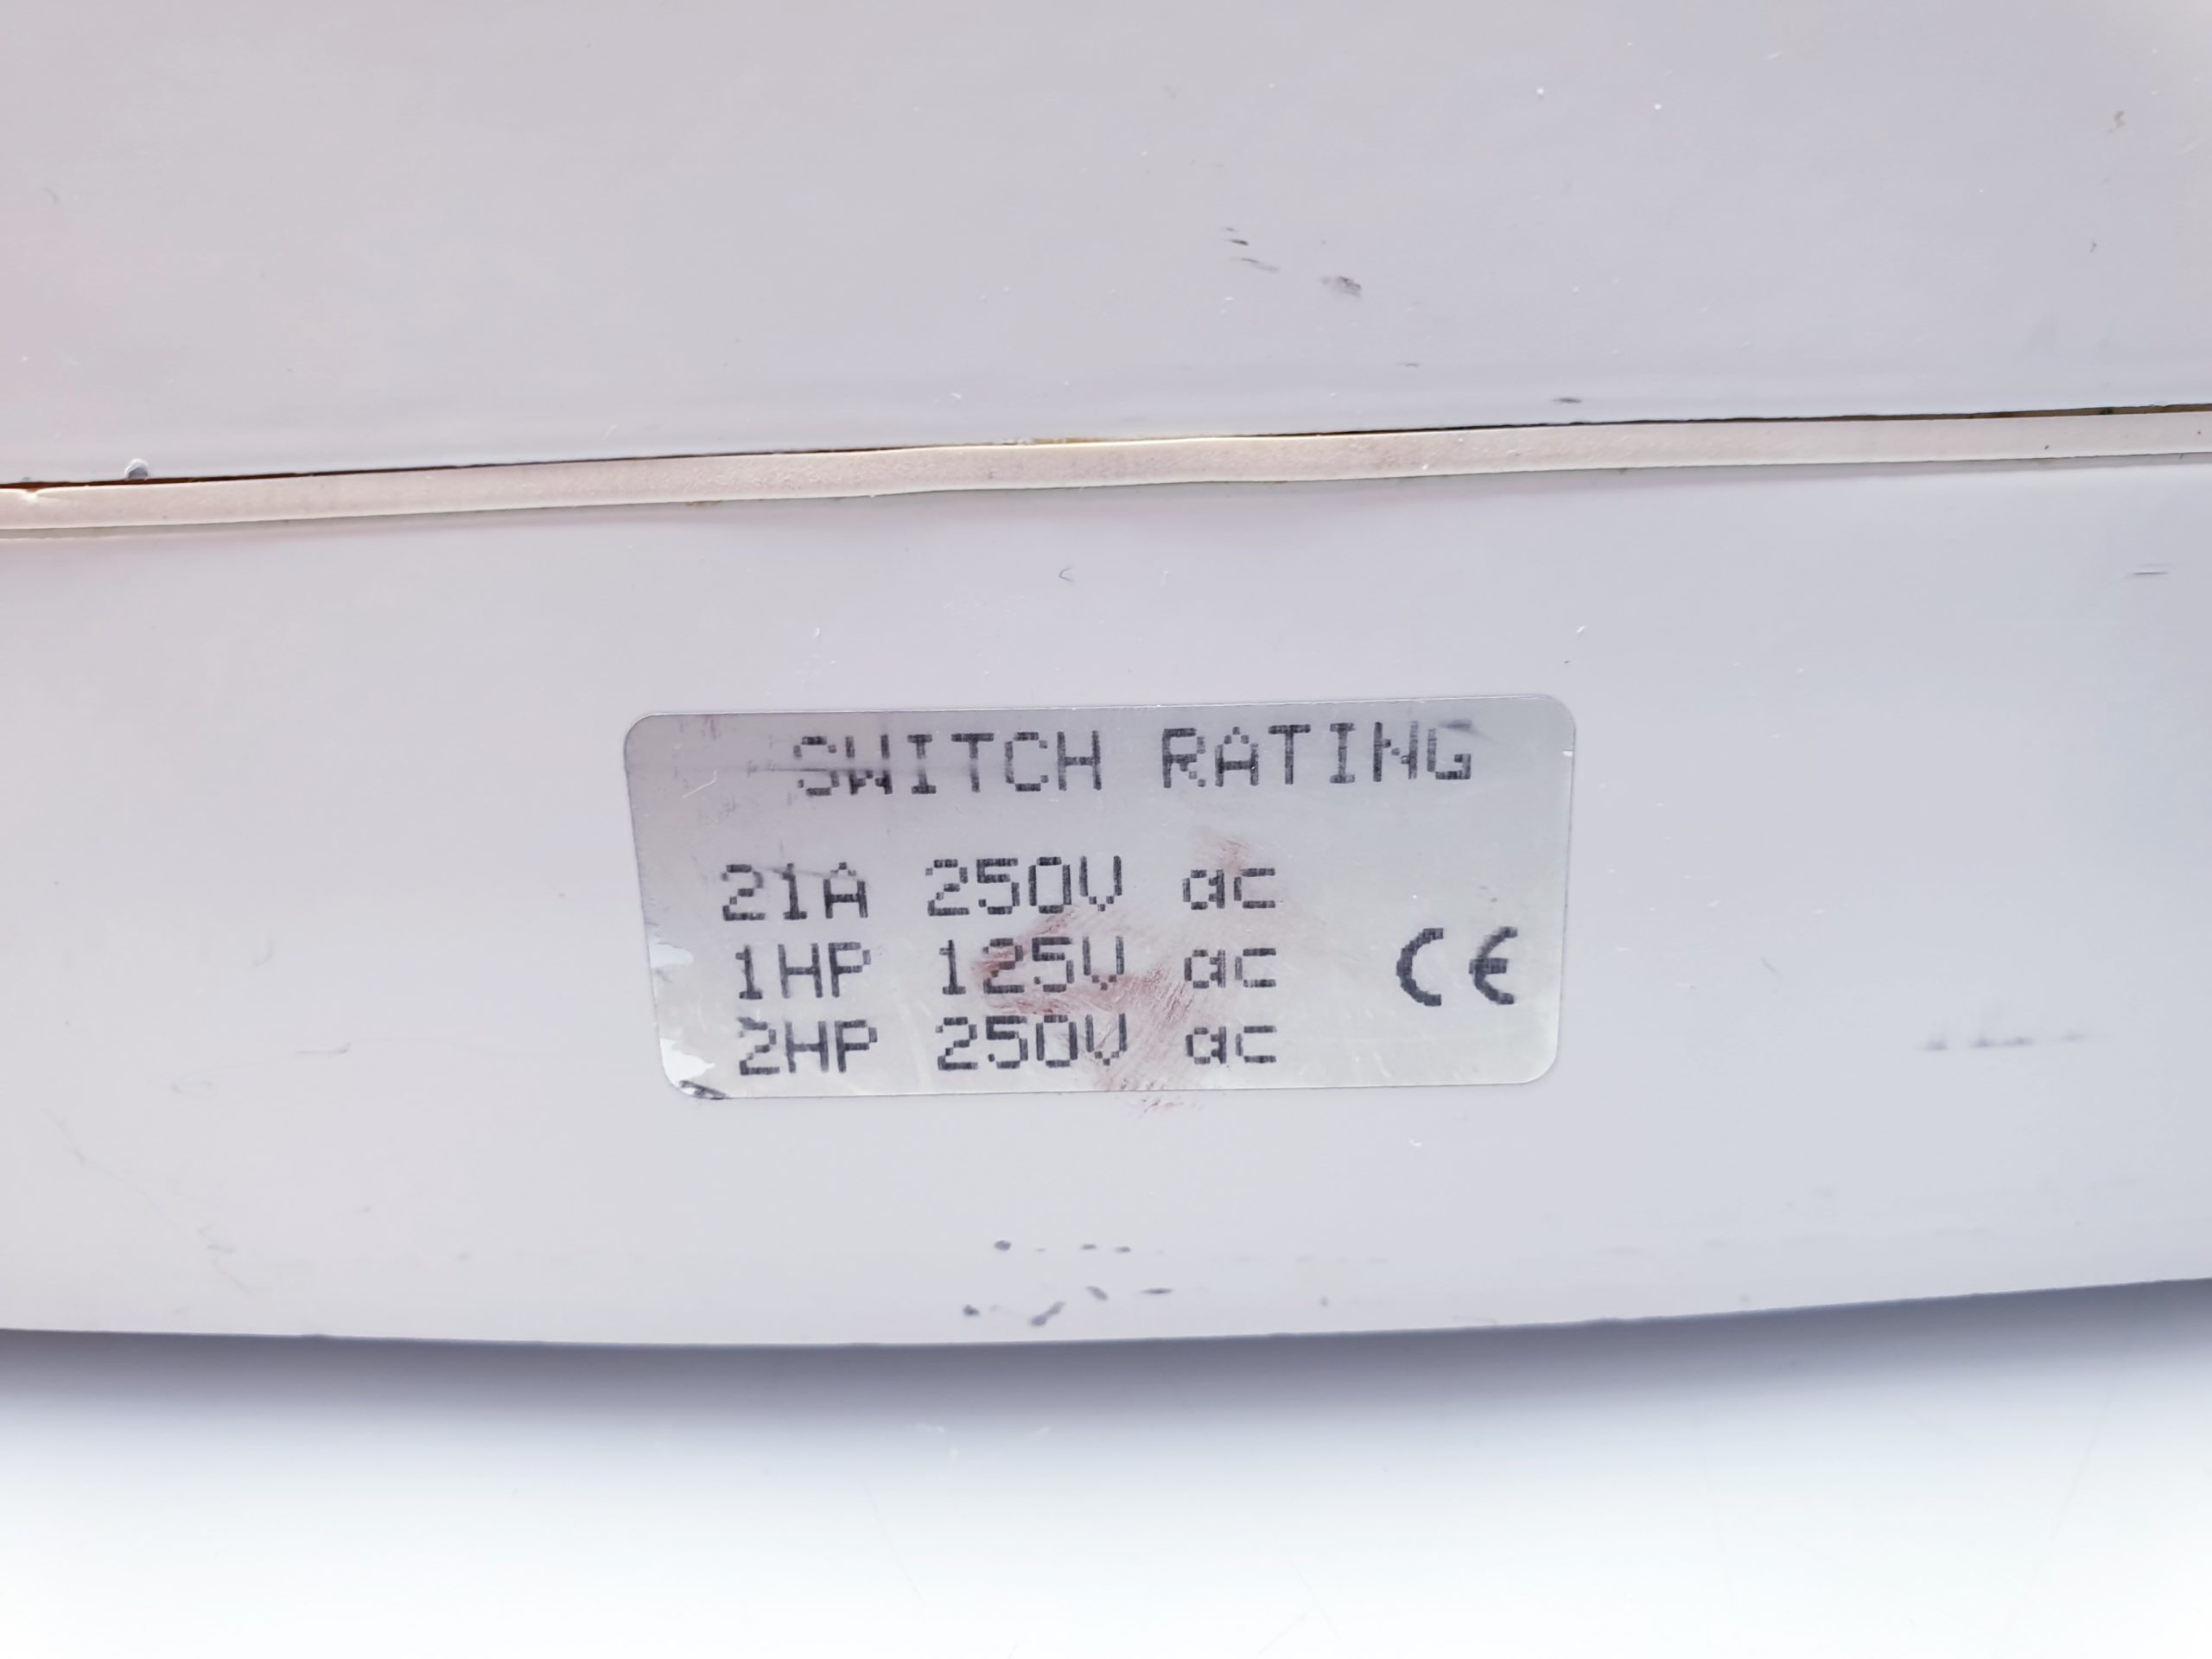 SWITCH RATING
21A 250V ac
1HP 125V ac
CE
2HP 250V ac